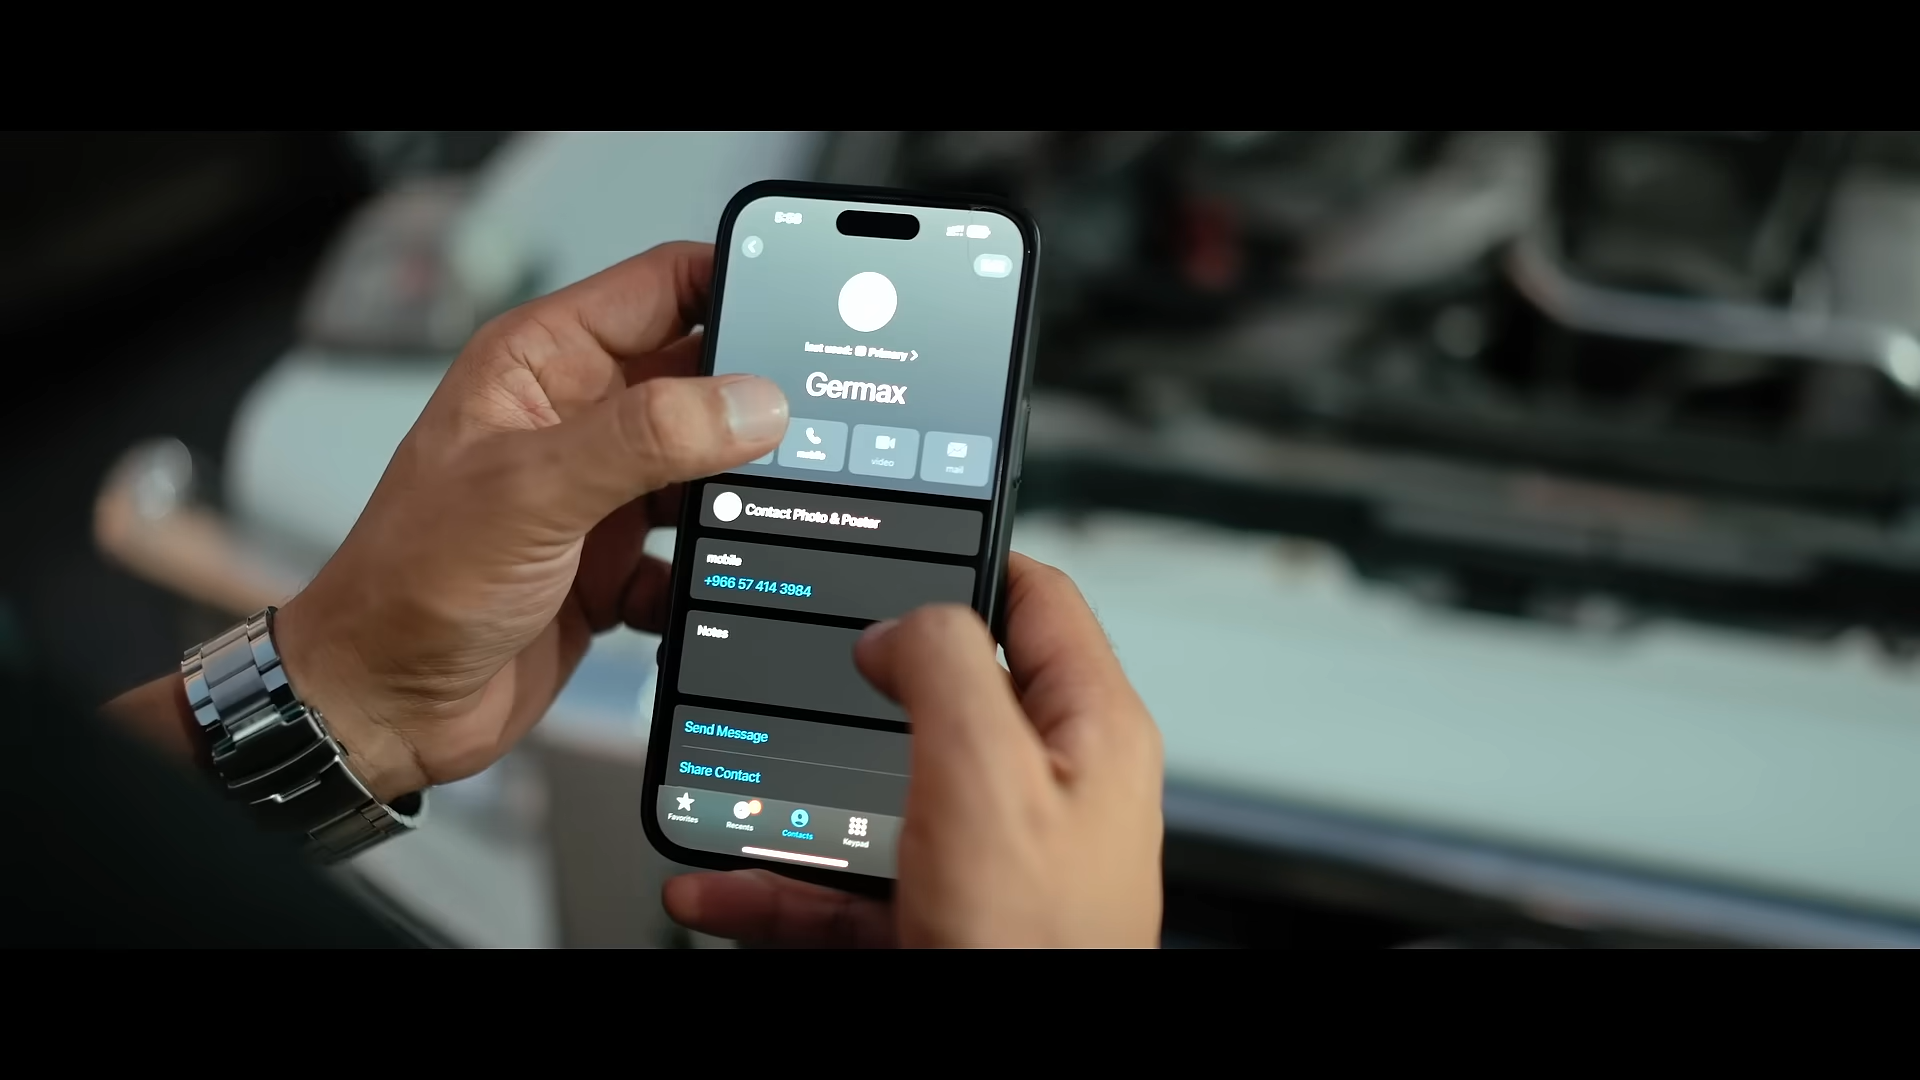 last used: Primary
Germax
mobile
video
mail
Contact Photo & Poster
mobile
+966 57 414 3984
Notes
Send Message
Share Contact
Favorites
Recents
Contacts
Keypad